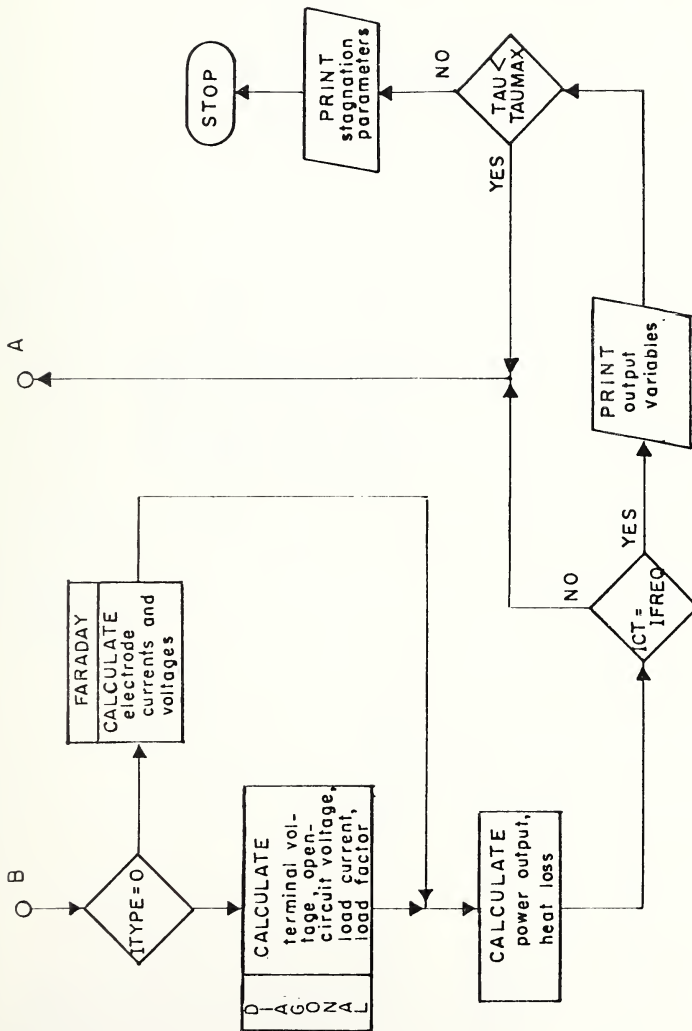 B
ITYPE=0
FARADAY
CALCULATE
electrode
currents and
voltages
DIAGONAL
CALCULATE
terminal vol-
tage, open-
circuit voltage,
load current,
load factor
CALCULATE
power output,
heat loss
ICT =
IFREQ
NO
YES
PRINT
output
variables
A
TAU <
TAUMAX
YES
NO
PRINT
stagnation
parameters
STOP